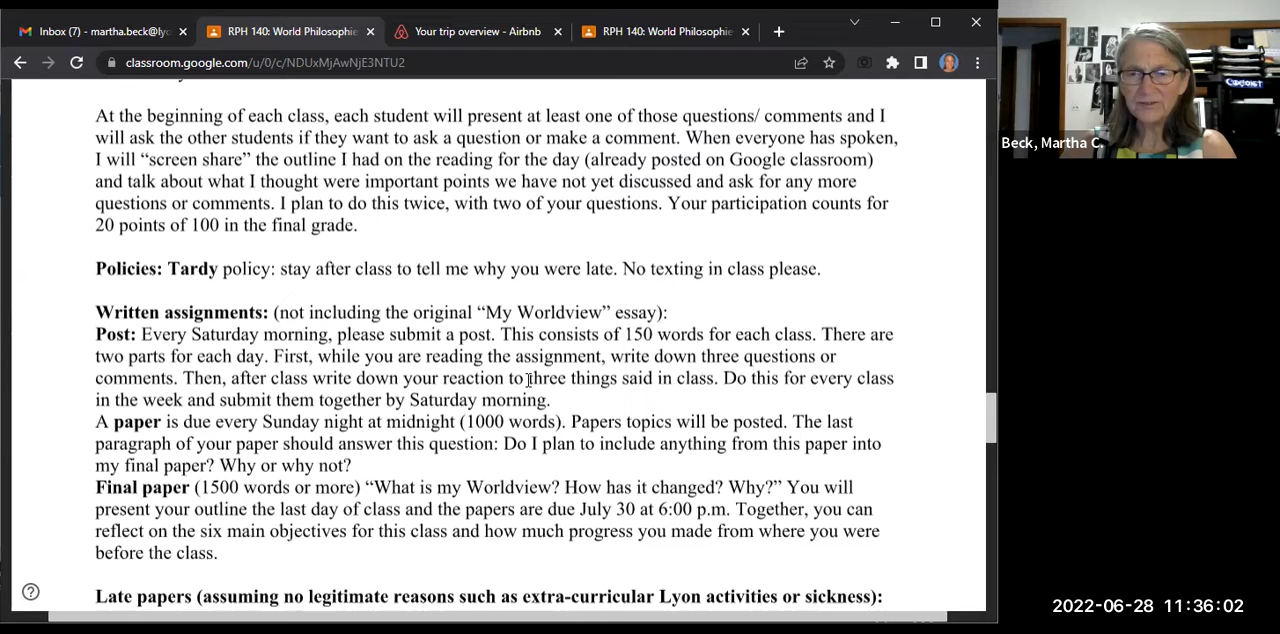 Inbox (7) - martha.beck@lyo
RPH 140: World Philosophie
Your trip overview - Airbnb
RPH 140: World Philosophie
classroom.google.com/u/0/c/NDUxMjAwNjE3NTU2
At the beginning of each class, each student will present at least one of those questions/ comments and I
will ask the other students if they want to ask a question or make a comment. When everyone has spoken,
I will “screen share” the outline I had on the reading for the day (already posted on Google classroom)
and talk about what I thought were important points we have not yet discussed and ask for any more
questions or comments. I plan to do this twice, with two of your questions. Your participation counts for
20 points of 100 in the final grade.
Policies: Tardy policy: stay after class to tell me why you were late. No texting in class please.
Written assignments: (not including the original “My Worldview” essay):
Post: Every Saturday morning, please submit a post. This consists of 150 words for each class. There are
two parts for each day. First, while you are reading the assignment, write down three questions or
comments. Then, after class write down your reaction to three things said in class. Do this for every class
in the week and submit them together by Saturday morning.
A paper is due every Sunday night at midnight (1000 words). Papers topics will be posted. The last
paragraph of your paper should answer this question: Do I plan to include anything from this paper into
my final paper? Why or why not?
Final paper (1500 words or more) “What is my Worldview? How has it changed? Why?” You will
present your outline the last day of class and the papers are due July 30 at 6:00 p.m. Together, you can
reflect on the six main objectives for this class and how much progress you made from where you were
before the class.
Late papers (assuming no legitimate reasons such as extra-curricular Lyon activities or sickness):
Beck, Martha C.
2022-06-28 11:36:02